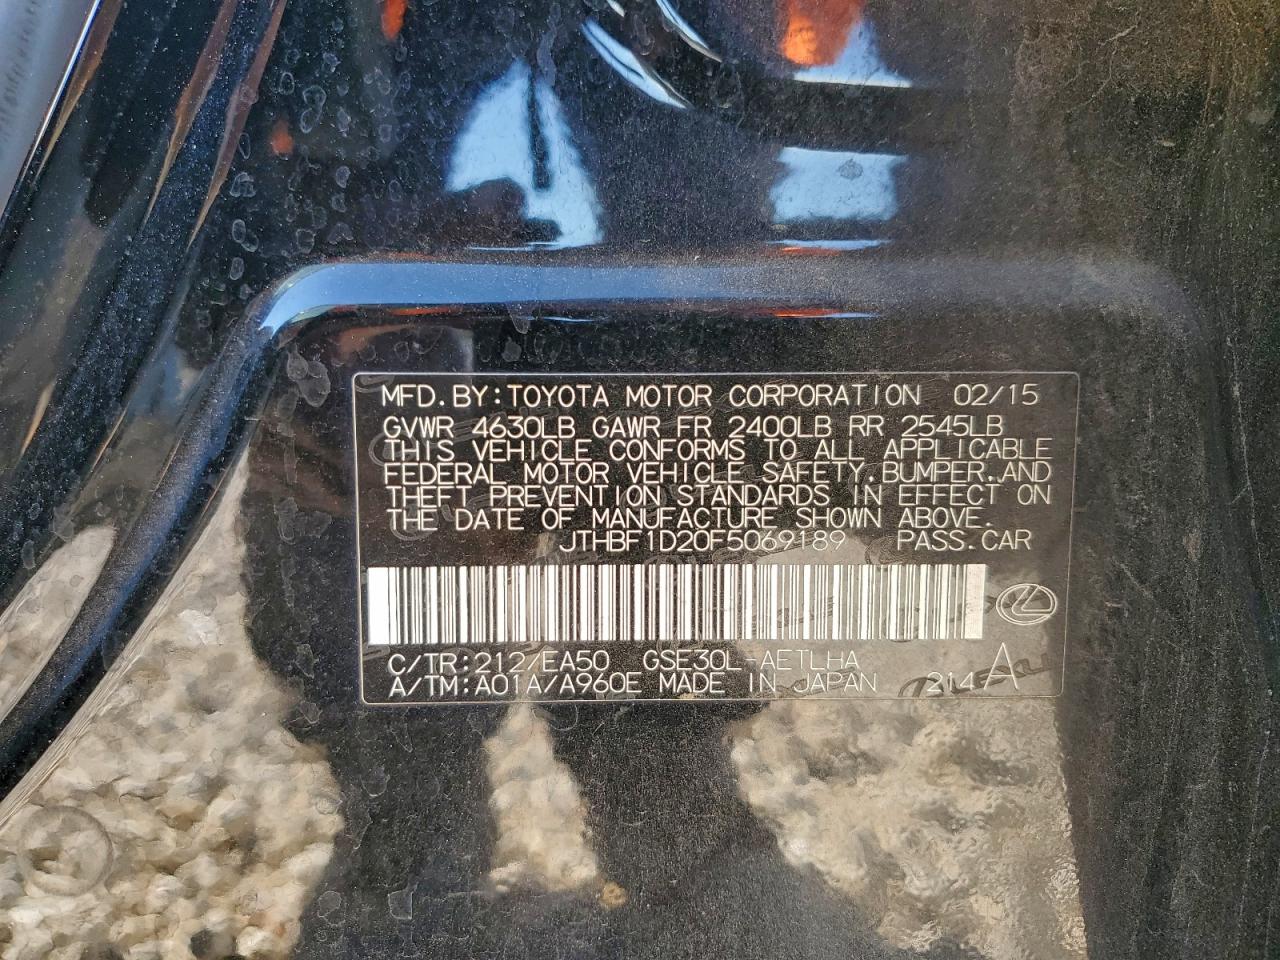 MFD. BY: TOYOTA MOTOR CORPORATION 02/15
GVWR 4630LB GAWR FR 2400LB RR 2545LB
THIS VEHICLE CONFORMS TO ALL APPLICABLE
FEDERAL MOTOR VEHICLE SAFETY, BUMPER, AND
THEFT PREVENTION STANDARDS IN EFFECT ON
THE DATE OF MANUFACTURE SHOWN ABOVE.
JTHBF1D20F5069189 PASS. CAR
C/TR: 212/EA50 GSE30L-AETLHA
A/TM: A01A/A960E MADE IN JAPAN 214 A